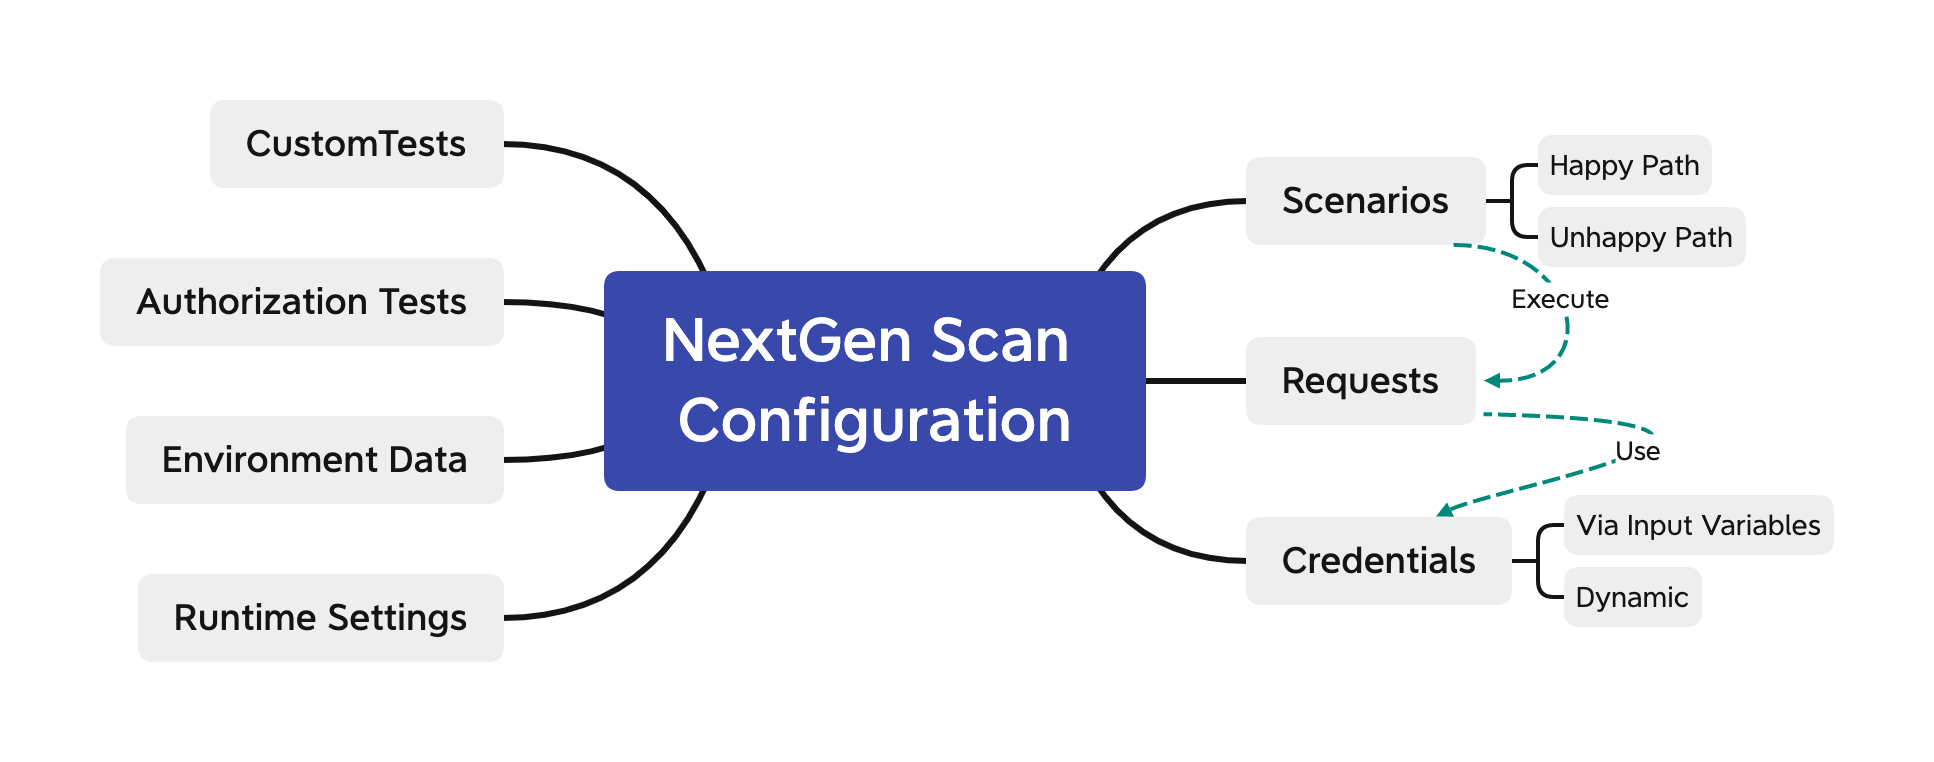 CustomTests
Authorization Tests
Environment Data
Runtime Settings
NextGen Scan
Configuration
Scenarios
Happy Path
Unhappy Path
Execute
Requests
Use
Credentials
Via Input Variables
Dynamic